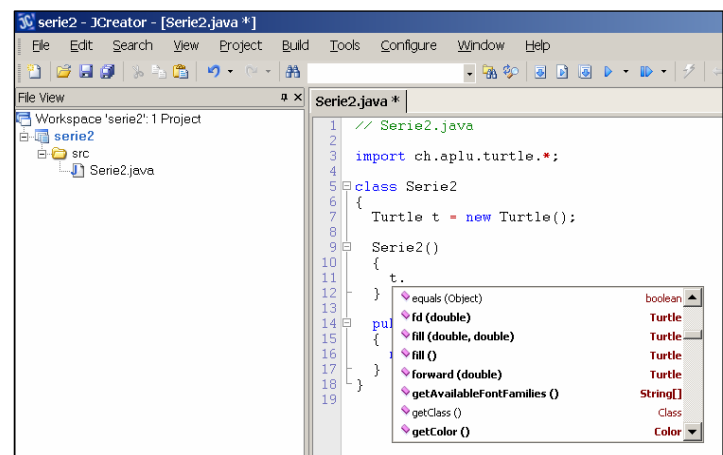 serie2 - JCreator - [Serie2.java *]
File Edit Search View Project Build Tools Configure Window Help
File View
Workspace 'serie2': 1 Project
serie2
src
Serie2.java
Serie2.java *
1 // Serie2.java
2
3 import ch.aplu.turtle.*;
4
5 class Serie2
6 {
7 Turtle t = new Turtle();
8
9 Serie2()
10 {
11 t.
12 }
13
14 pu
15 {
16
17 }
18 }
19
equals (Object) boolean
fd (double) Turtle
fill (double, double) Turtle
fill () Turtle
forward (double) Turtle
getAvailableFontFamilies () String[]
getClass () Class
getColor () Color